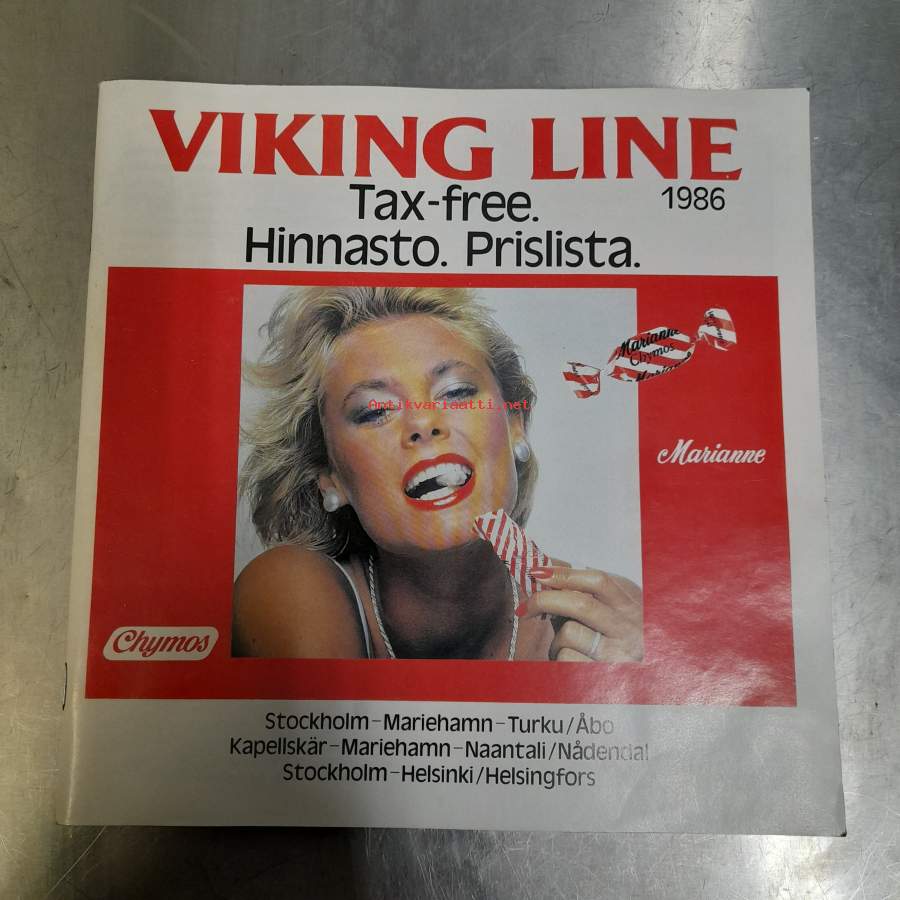 VIKING LINE
Tax-free. 1986
Hinnasto. Prislista.
Marianne
Chymos
Marianne
Antikvariaatti.net
Marianne
Chymos
Stockholm–Mariehamn–Turku/Åbo
Kapellskär–Mariehamn–Naantali/Nådendal
Stockholm–Helsinki/Helsingfors